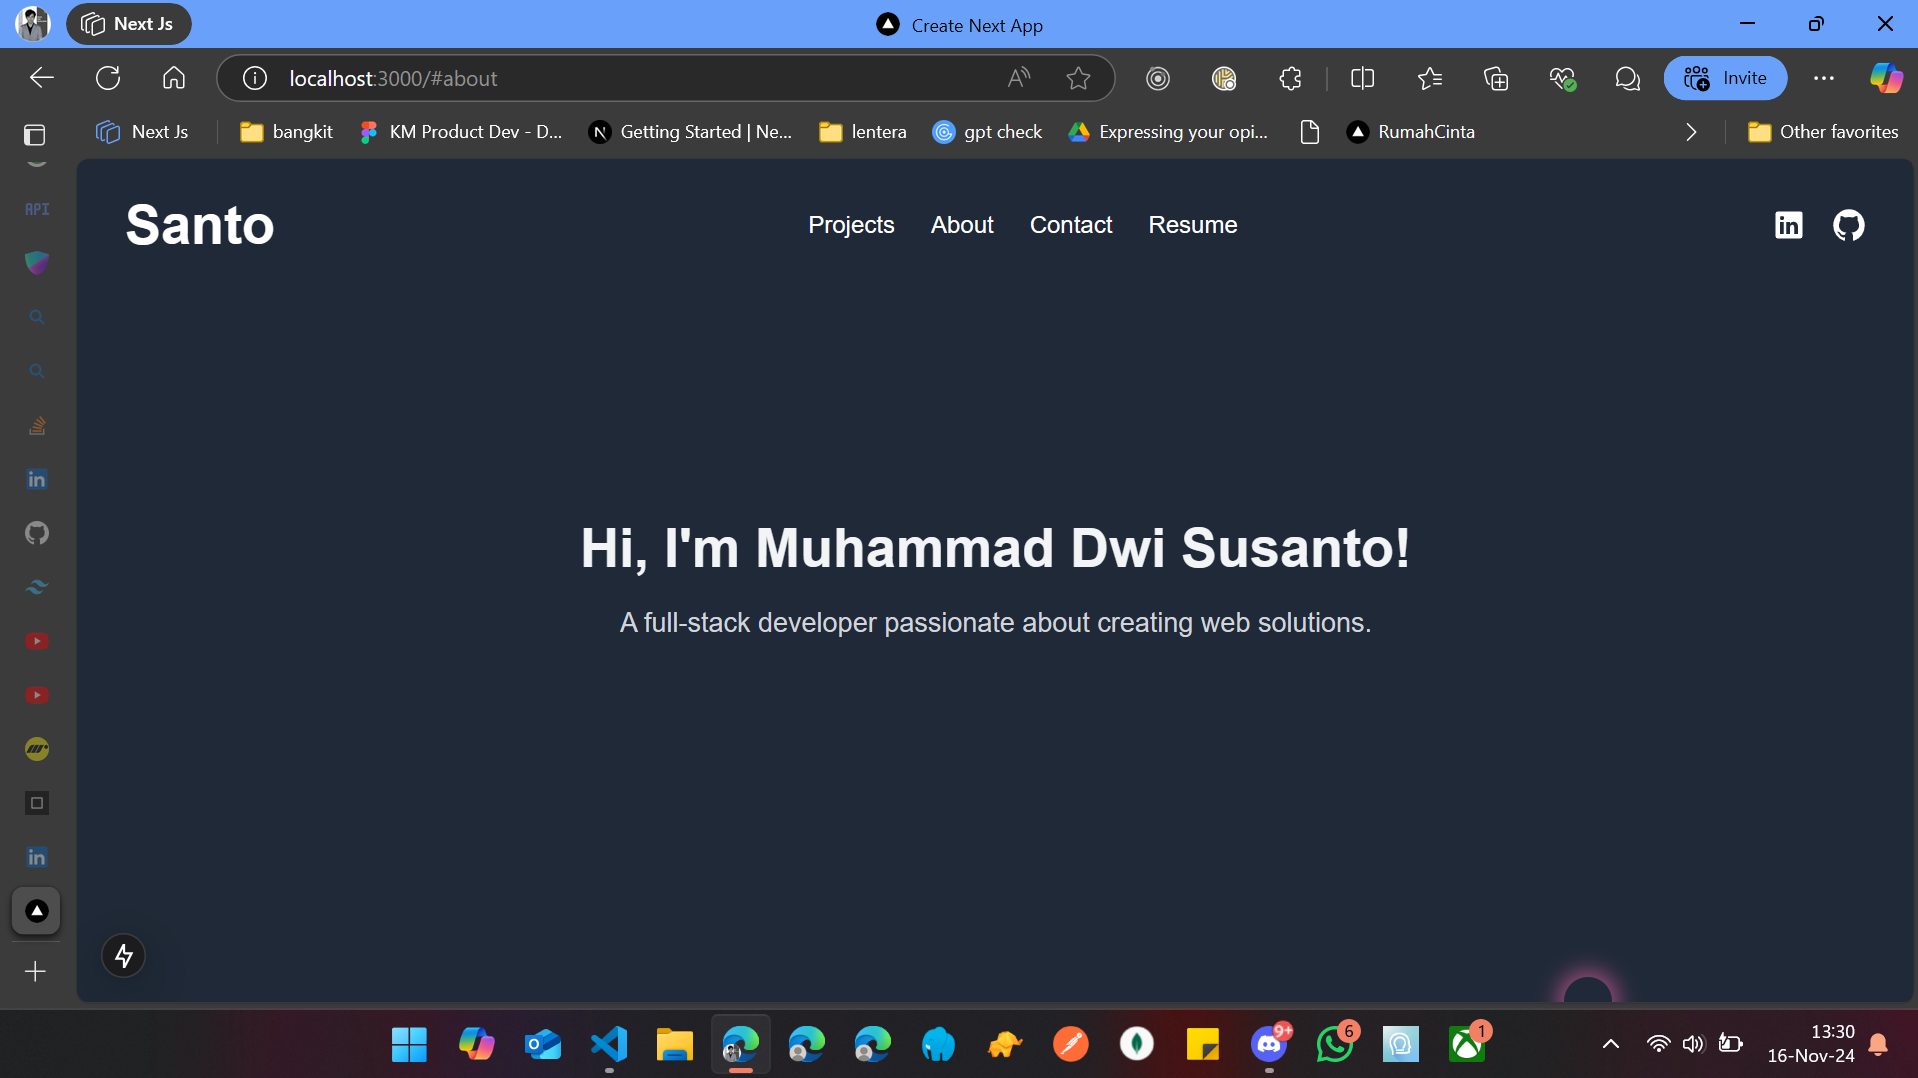 Next Js
Create Next App
localhost:3000/#about
Invite
Next Js
bangkit
KM Product Dev - D...
Getting Started | Ne...
lentera
gpt check
Expressing your opi...
RumahCinta
Other favorites
API
Santo
Projects
About
Contact
Resume
Hi, I'm Muhammad Dwi Susanto!
A full-stack developer passionate about creating web solutions.
9+
6
1
13:30
16-Nov-24